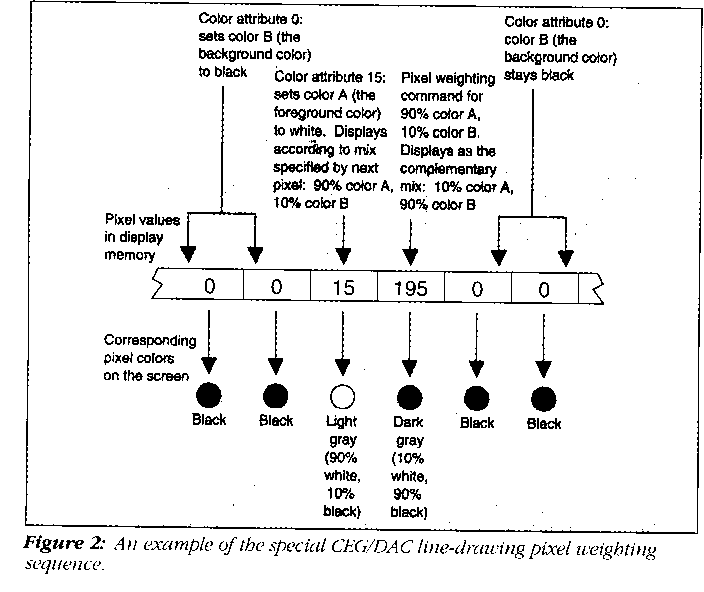 Color attribute 0:
sets color B (the
background color)
to black
Color attribute 15:
sets color A (the
foreground color)
to white. Displays
according to mix
specified by next
pixel: 90% color A,
10% color B
Pixel weighting
command for
90% color A,
10% color B.
Displays as the
complementary
mix: 10% color A,
90% color B
Color attribute 0:
color B (the
background color)
stays black
Pixel values
in display
memory
0 0 15 195 0 0
Corresponding
pixel colors
on the screen
Black
Black
Light
gray
(90%
white,
10%
black)
Dark
gray
(10%
white,
90%
black)
Black
Black
Figure 2: An example of the special CEG/DAC line-drawing pixel weighting
sequence.